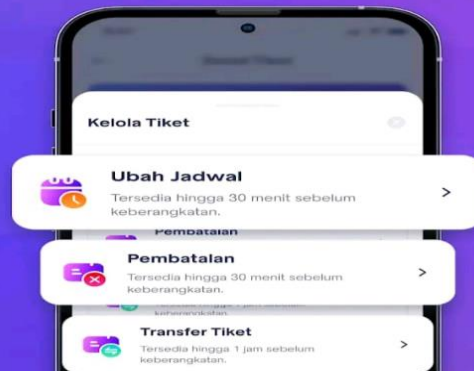 Kelola Tiket
Ubah Jadwal
Tersedia hingga 30 menit sebelum
keberangkatan.
Pembatalan
Pembatalan
Tersedia hingga 30 menit sebelum
keberangkatan.
keberangkatan.
Transfer Tiket
Tersedia hingga 1 jam sebelum
keberangkatan.